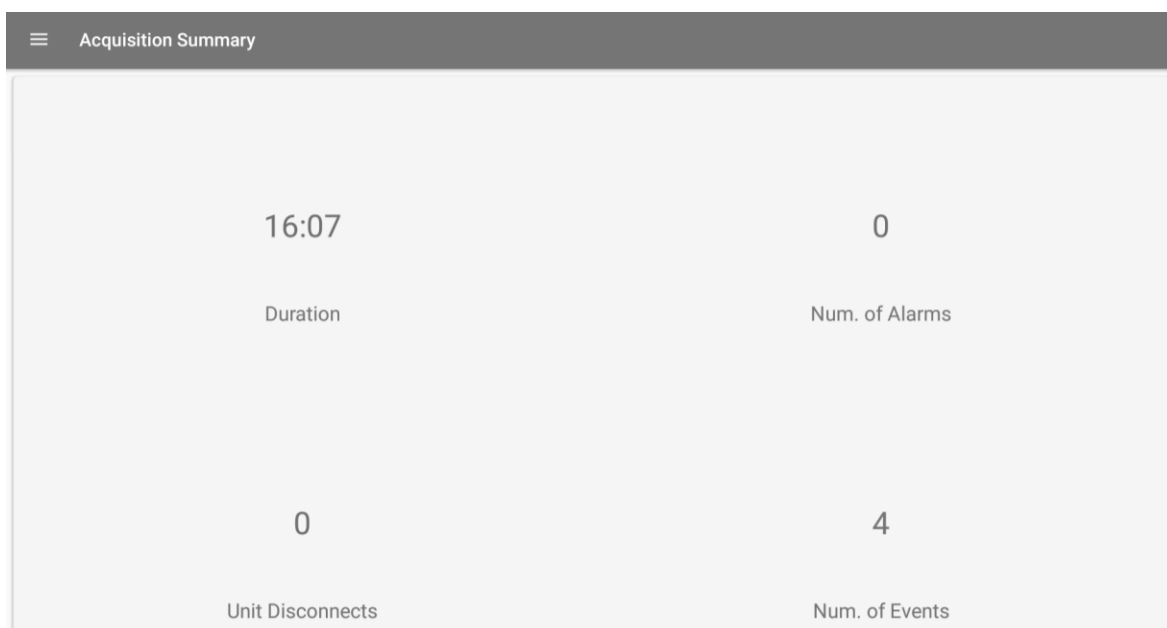 Acquisition Summary
16:07
0
Duration
Num. of Alarms
0
4
Unit Disconnects
Num. of Events